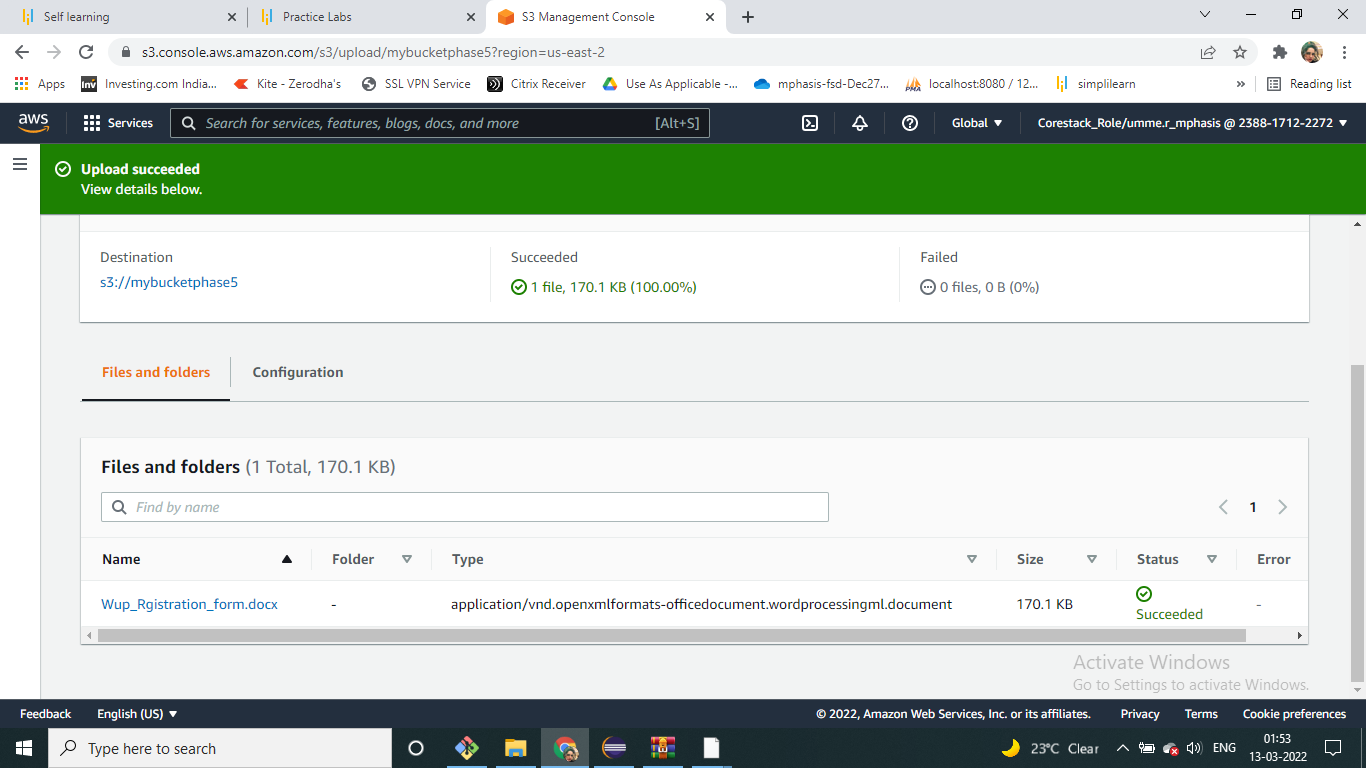 Self learning
Practice Labs
S3 Management Console
s3.console.aws.amazon.com/s3/upload/mybucketphase5?region=us-east-2
Apps
inv Investing.com India...
Kite - Zerodha's
SSL VPN Service
Citrix Receiver
Use As Applicable -...
mphasis-fsd-Dec27...
localhost:8080 / 12...
simplilearn
»
Reading list
aws
Services
Search for services, features, blogs, docs, and more [Alt+S]
Global
Corestack_Role/umme.r_mphasis @ 2388-1712-2272
Upload succeeded
View details below.
Destination
s3://mybucketphase5
Succeeded
1 file, 170.1 KB (100.00%)
Failed
0 files, 0 B (0%)
Files and folders
Configuration
Files and folders (1 Total, 170.1 KB)
Find by name
1
Name Folder Type Size Status Error
Wup_Rgistration_form.docx - application/vnd.openxmlformats-officedocument.wordprocessingml.document 170.1 KB Succeeded -
Activate Windows
Go to Settings to activate Windows.
Feedback
English (US)
© 2022, Amazon Web Services, Inc. or its affiliates.
Privacy
Terms
Cookie preferences
Type here to search
23°C Clear
ENG
01:53
13-03-2022